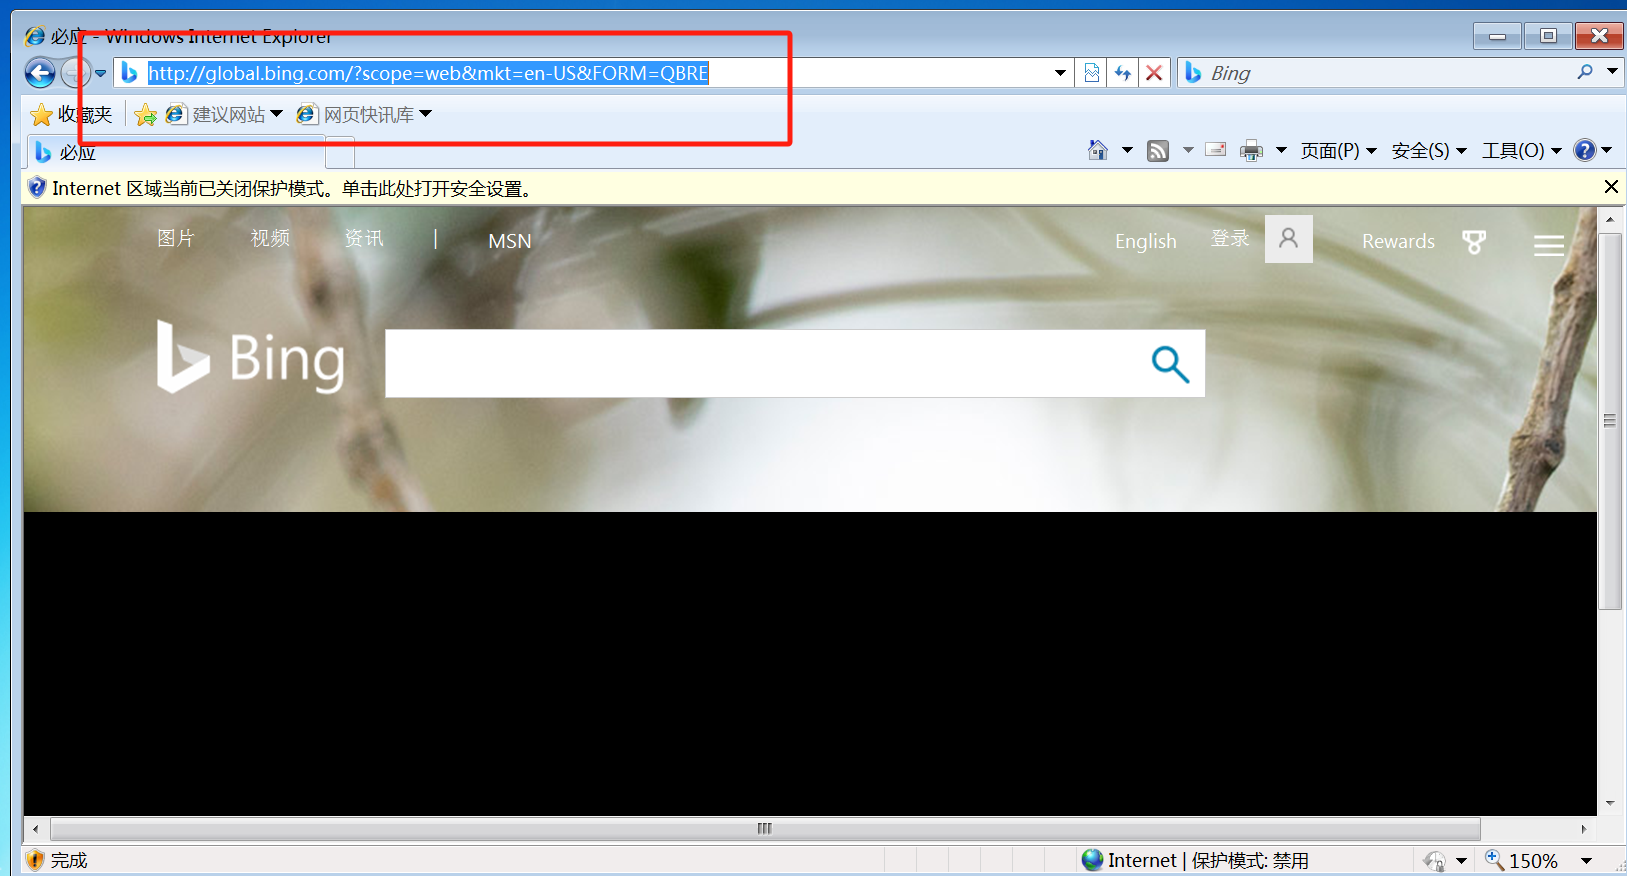 必应 - Windows Internet Explorer
http://global.bing.com/?scope=web&mkt=en-US&FORM=QBRE
Bing
收藏夹 建议网站 网页快讯库
必应
页面(P) 安全(S) 工具(O)
Internet 区域当前已关闭保护模式。单击此处打开安全设置。
图片 视频 资讯 | MSN English 登录 Rewards
Bing
完成 Internet | 保护模式: 禁用 150%